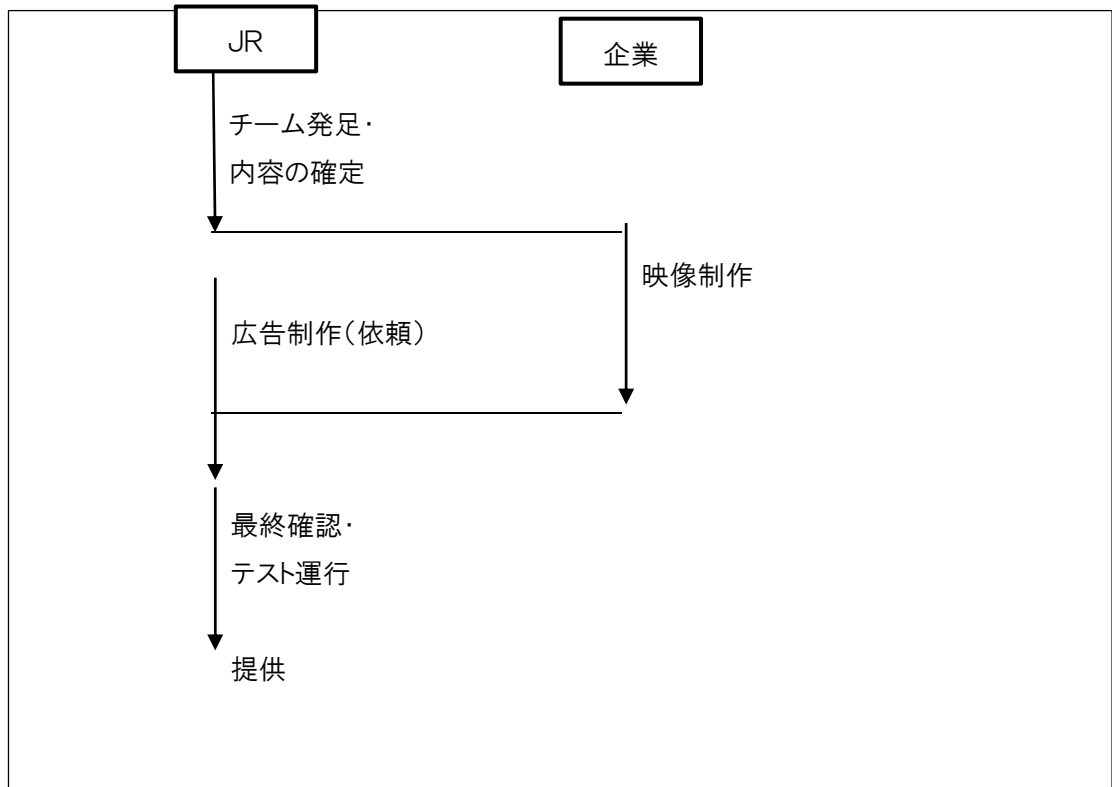 JR
企業
チーム発足・
内容の確定
映像制作
広告制作（依頼）
最終確認・
テスト運行
提供